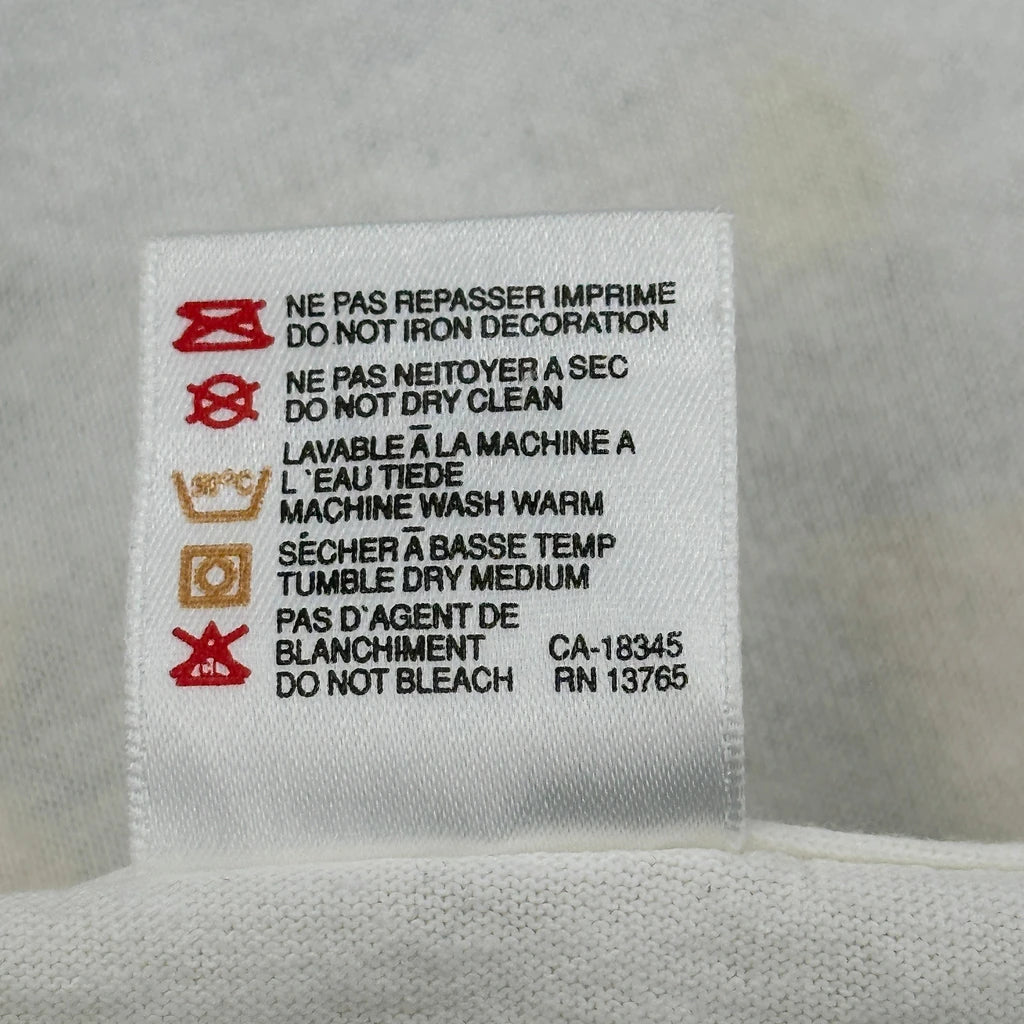 NE PAS REPASSER IMPRIME
DO NOT IRON DECORATION
NE PAS NEITOYER A SEC
DO NOT DRY CLEAN
LAVABLE Ā LA MACHINE A
L`EAU TIEDE
MACHINE WASH WARM
SÉCHER Ā BASSE TEMP
TUMBLE DRY MEDIUM
PAS D`AGENT DE
BLANCHIMENT CA-18345
DO NOT BLEACH RN 13765
CL